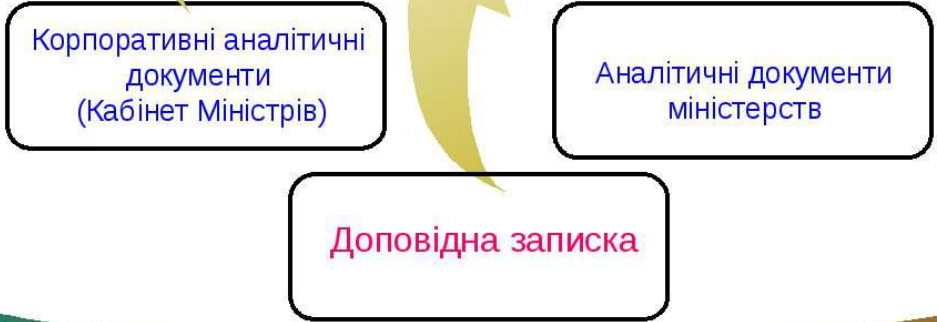 Корпоративні аналітичні
документи
(Кабінет Міністрів)
Аналітичні документи
міністерств
Доповідна записка